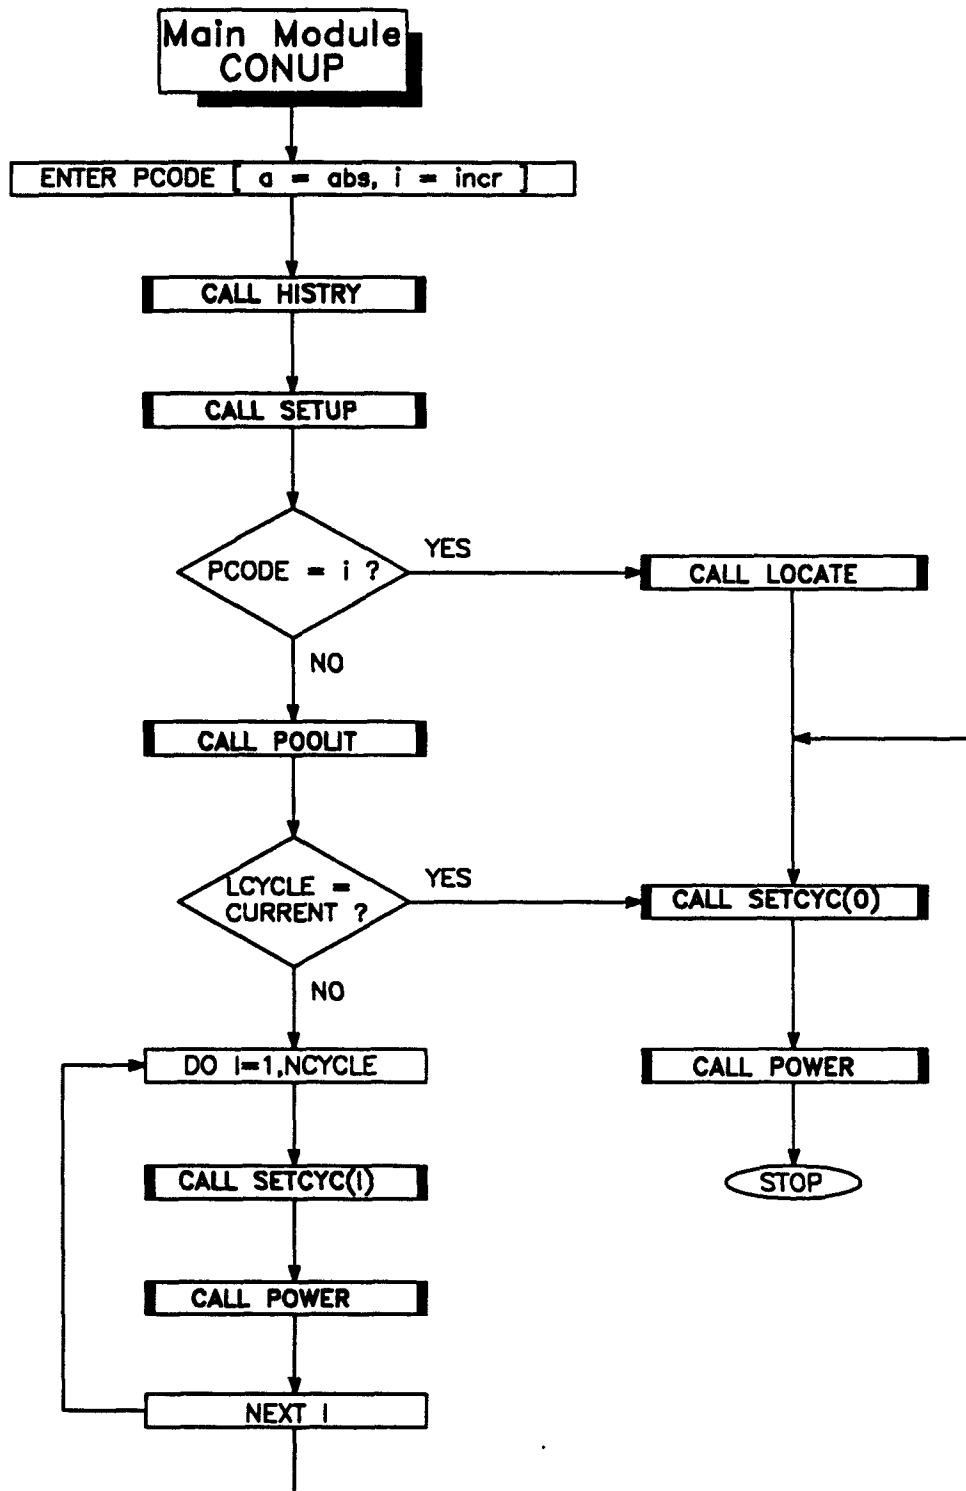 Main Module
CONUP
ENTER PCODE [ a = abs, i = incr ]
CALL HISTRY
CALL SETUP
PCODE = i ?
YES
CALL LOCATE
NO
CALL POOLIT
LCYCLE =
CURRENT ?
YES
CALL SETCYC(0)
NO
DO I=1,NCYCLE
CALL POWER
CALL SETCYC(I)
STOP
CALL POWER
NEXT I